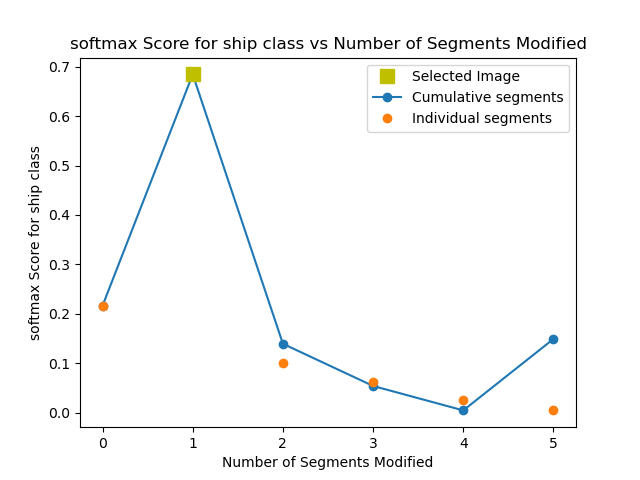 softmax Score for ship class vs Number of Segments Modified
Selected Image
Cumulative segments
Individual segments
softmax Score for ship class
0.7
0.6
0.5
0.4
0.3
0.2
0.1
0.0
0 1 2 3 4 5
Number of Segments Modified